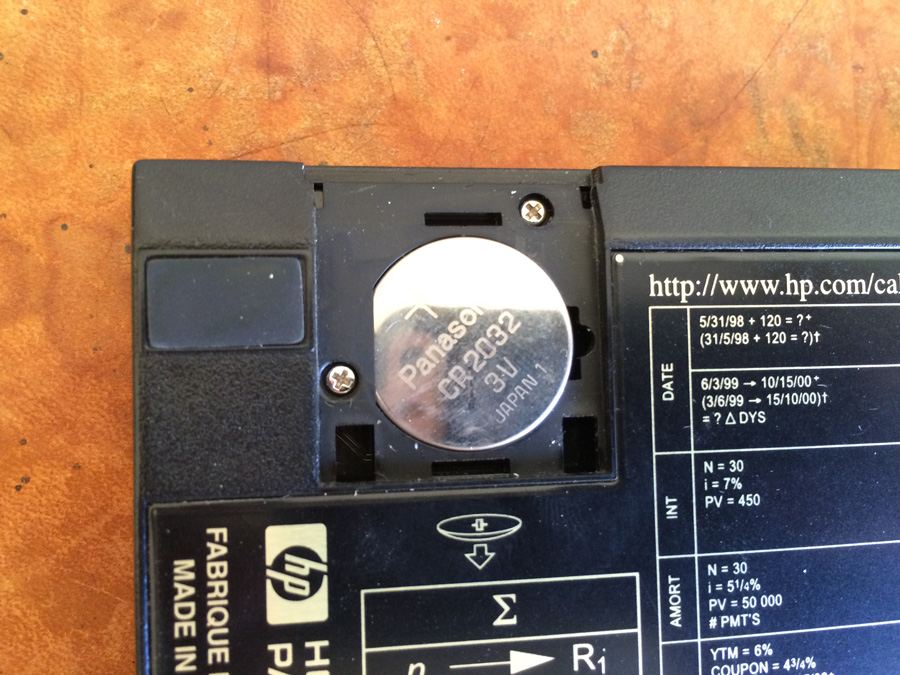 Panaso
CR2032
3V
JAPAN 1
http://www.hp.com/cal
DATE
5/31/98 + 120 = ?⁺
(31/5/98 + 120 = ?)†
6/3/99 → 10/15/00⁺
(3/6/99 → 15/10/00)†
= ? Δ DYS
INT
N = 30
i = 7%
PV = 450
AMORT
N = 30
i = 5¹/₄%
PV = 50 000
# PMT'S
YTM = 6%
COUPON = 4³/₄%
Σ
n → R₁
hp
FABRIQUE
MADE IN